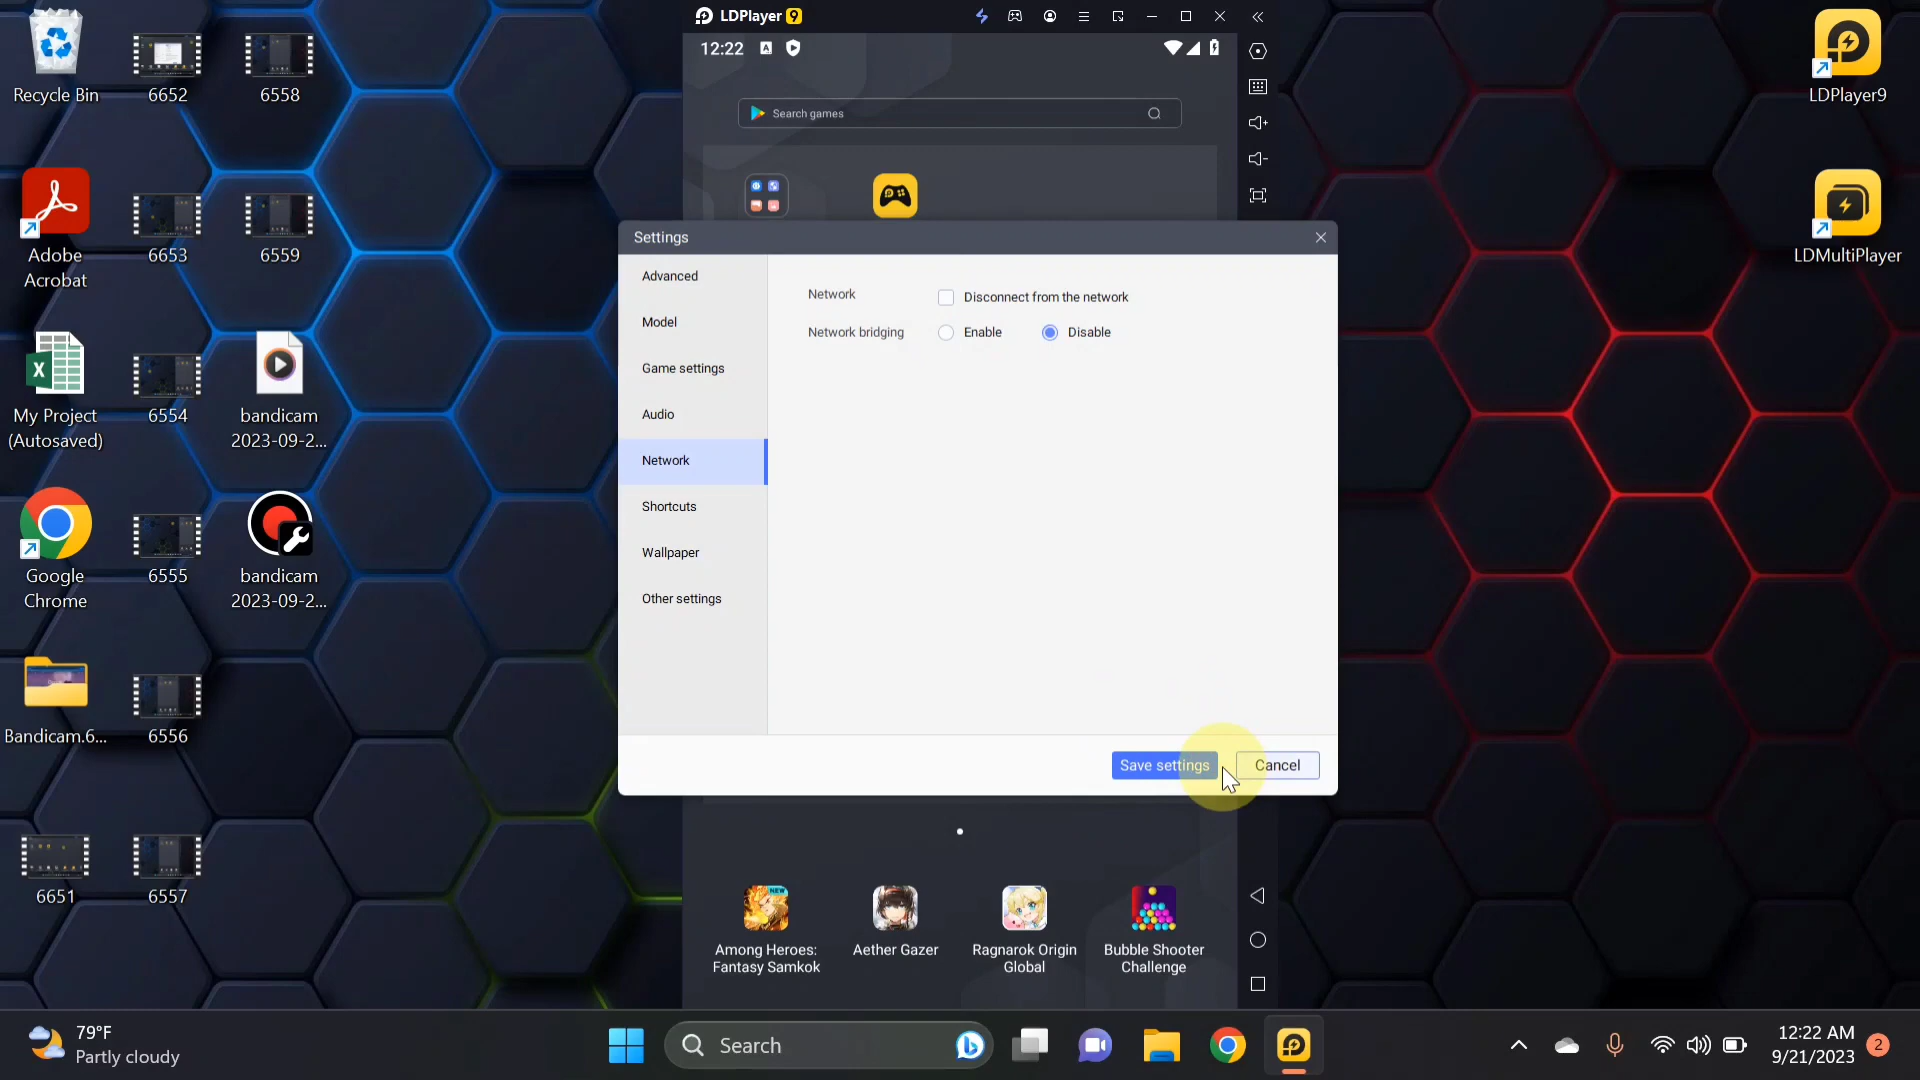 Recycle Bin
6652
6558
Adobe
Acrobat
6653
6559
My Project
(Autosaved)
6554
bandicam
2023-09-2...
Google
Chrome
6555
bandicam
2023-09-2...
Bandicam.6...
6556
6651
6557
LDPlayer 9
12:22
A
Search games
Settings
Advanced
Model
Game settings
Audio
Network
Shortcuts
Wallpaper
Other settings
Network
Disconnect from the network
Network bridging
Enable
Disable
Save settings
Cancel
NEW
Among Heroes:
Fantasy Samkok
Aether Gazer
Ragnarok Origin
Global
Bubble Shooter
Challenge
LDPlayer9
LDMultiPlayer
79°F
Partly cloudy
Search
12:22 AM
9/21/2023
2